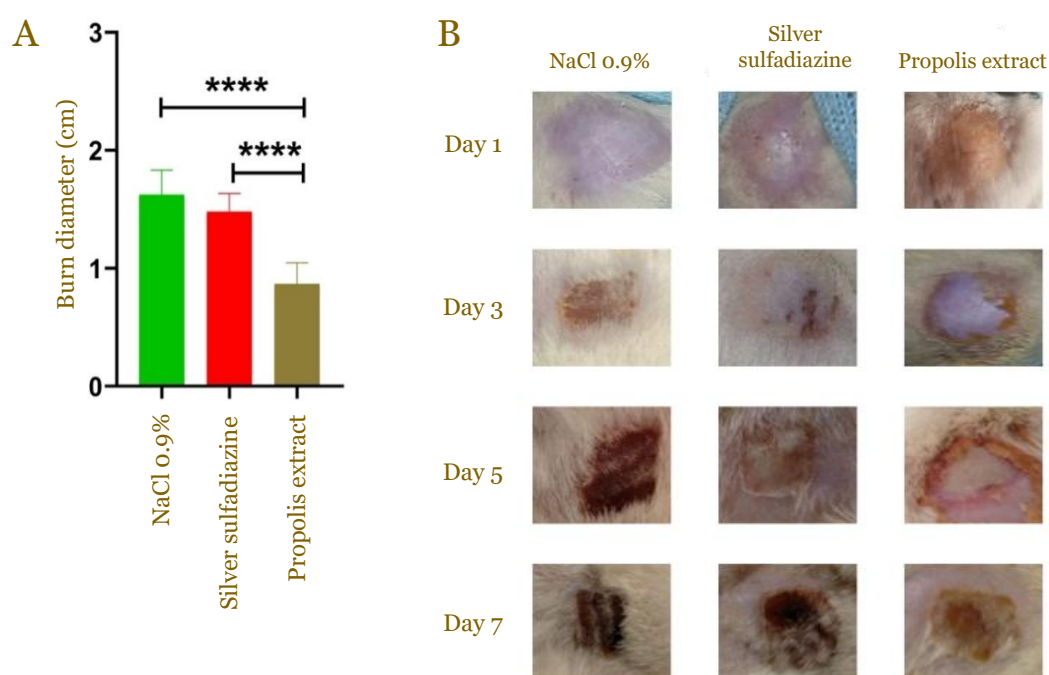 A
3
2
1
0
Burn diameter (cm)
****
****
NaCl 0.9%
Silver sulfadiazine
Propolis extract
B
NaCl 0.9%
Silver
sulfadiazine
Propolis extract
Day 1
Day 3
Day 5
Day 7